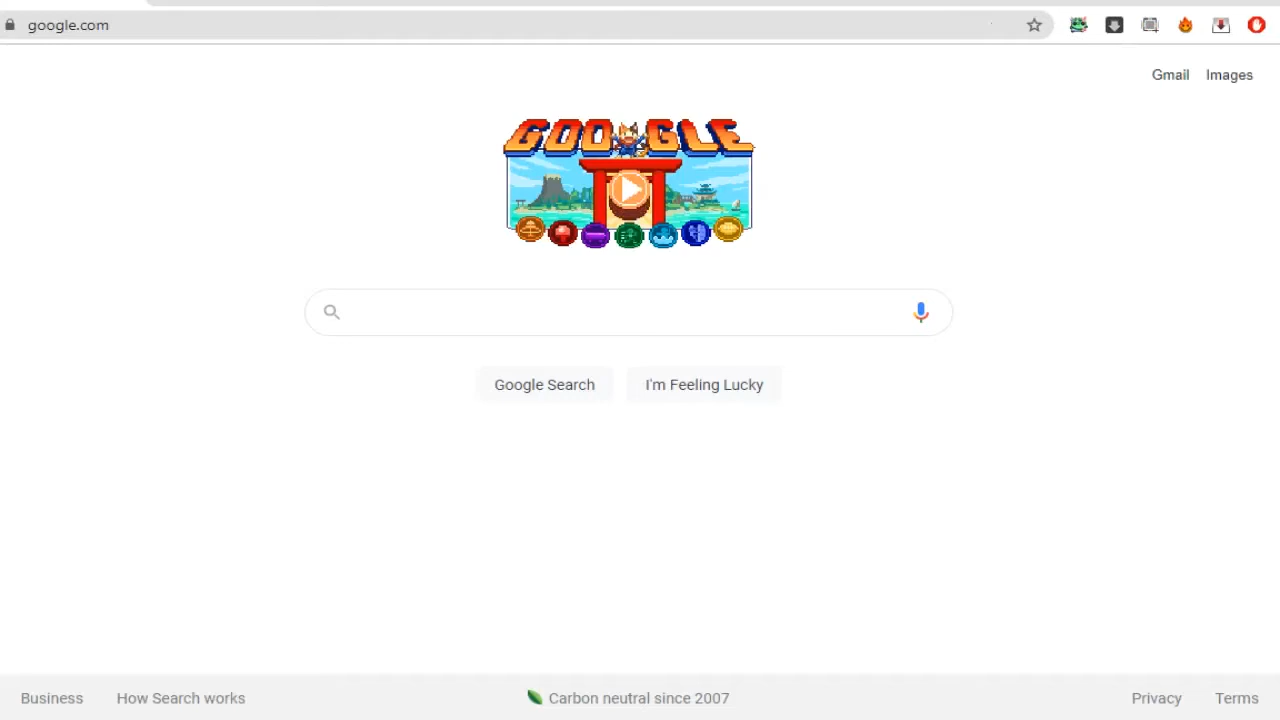 google.com
Gmail Images
GOOGLE
Google Search I'm Feeling Lucky
Business How Search works Carbon neutral since 2007 Privacy Terms